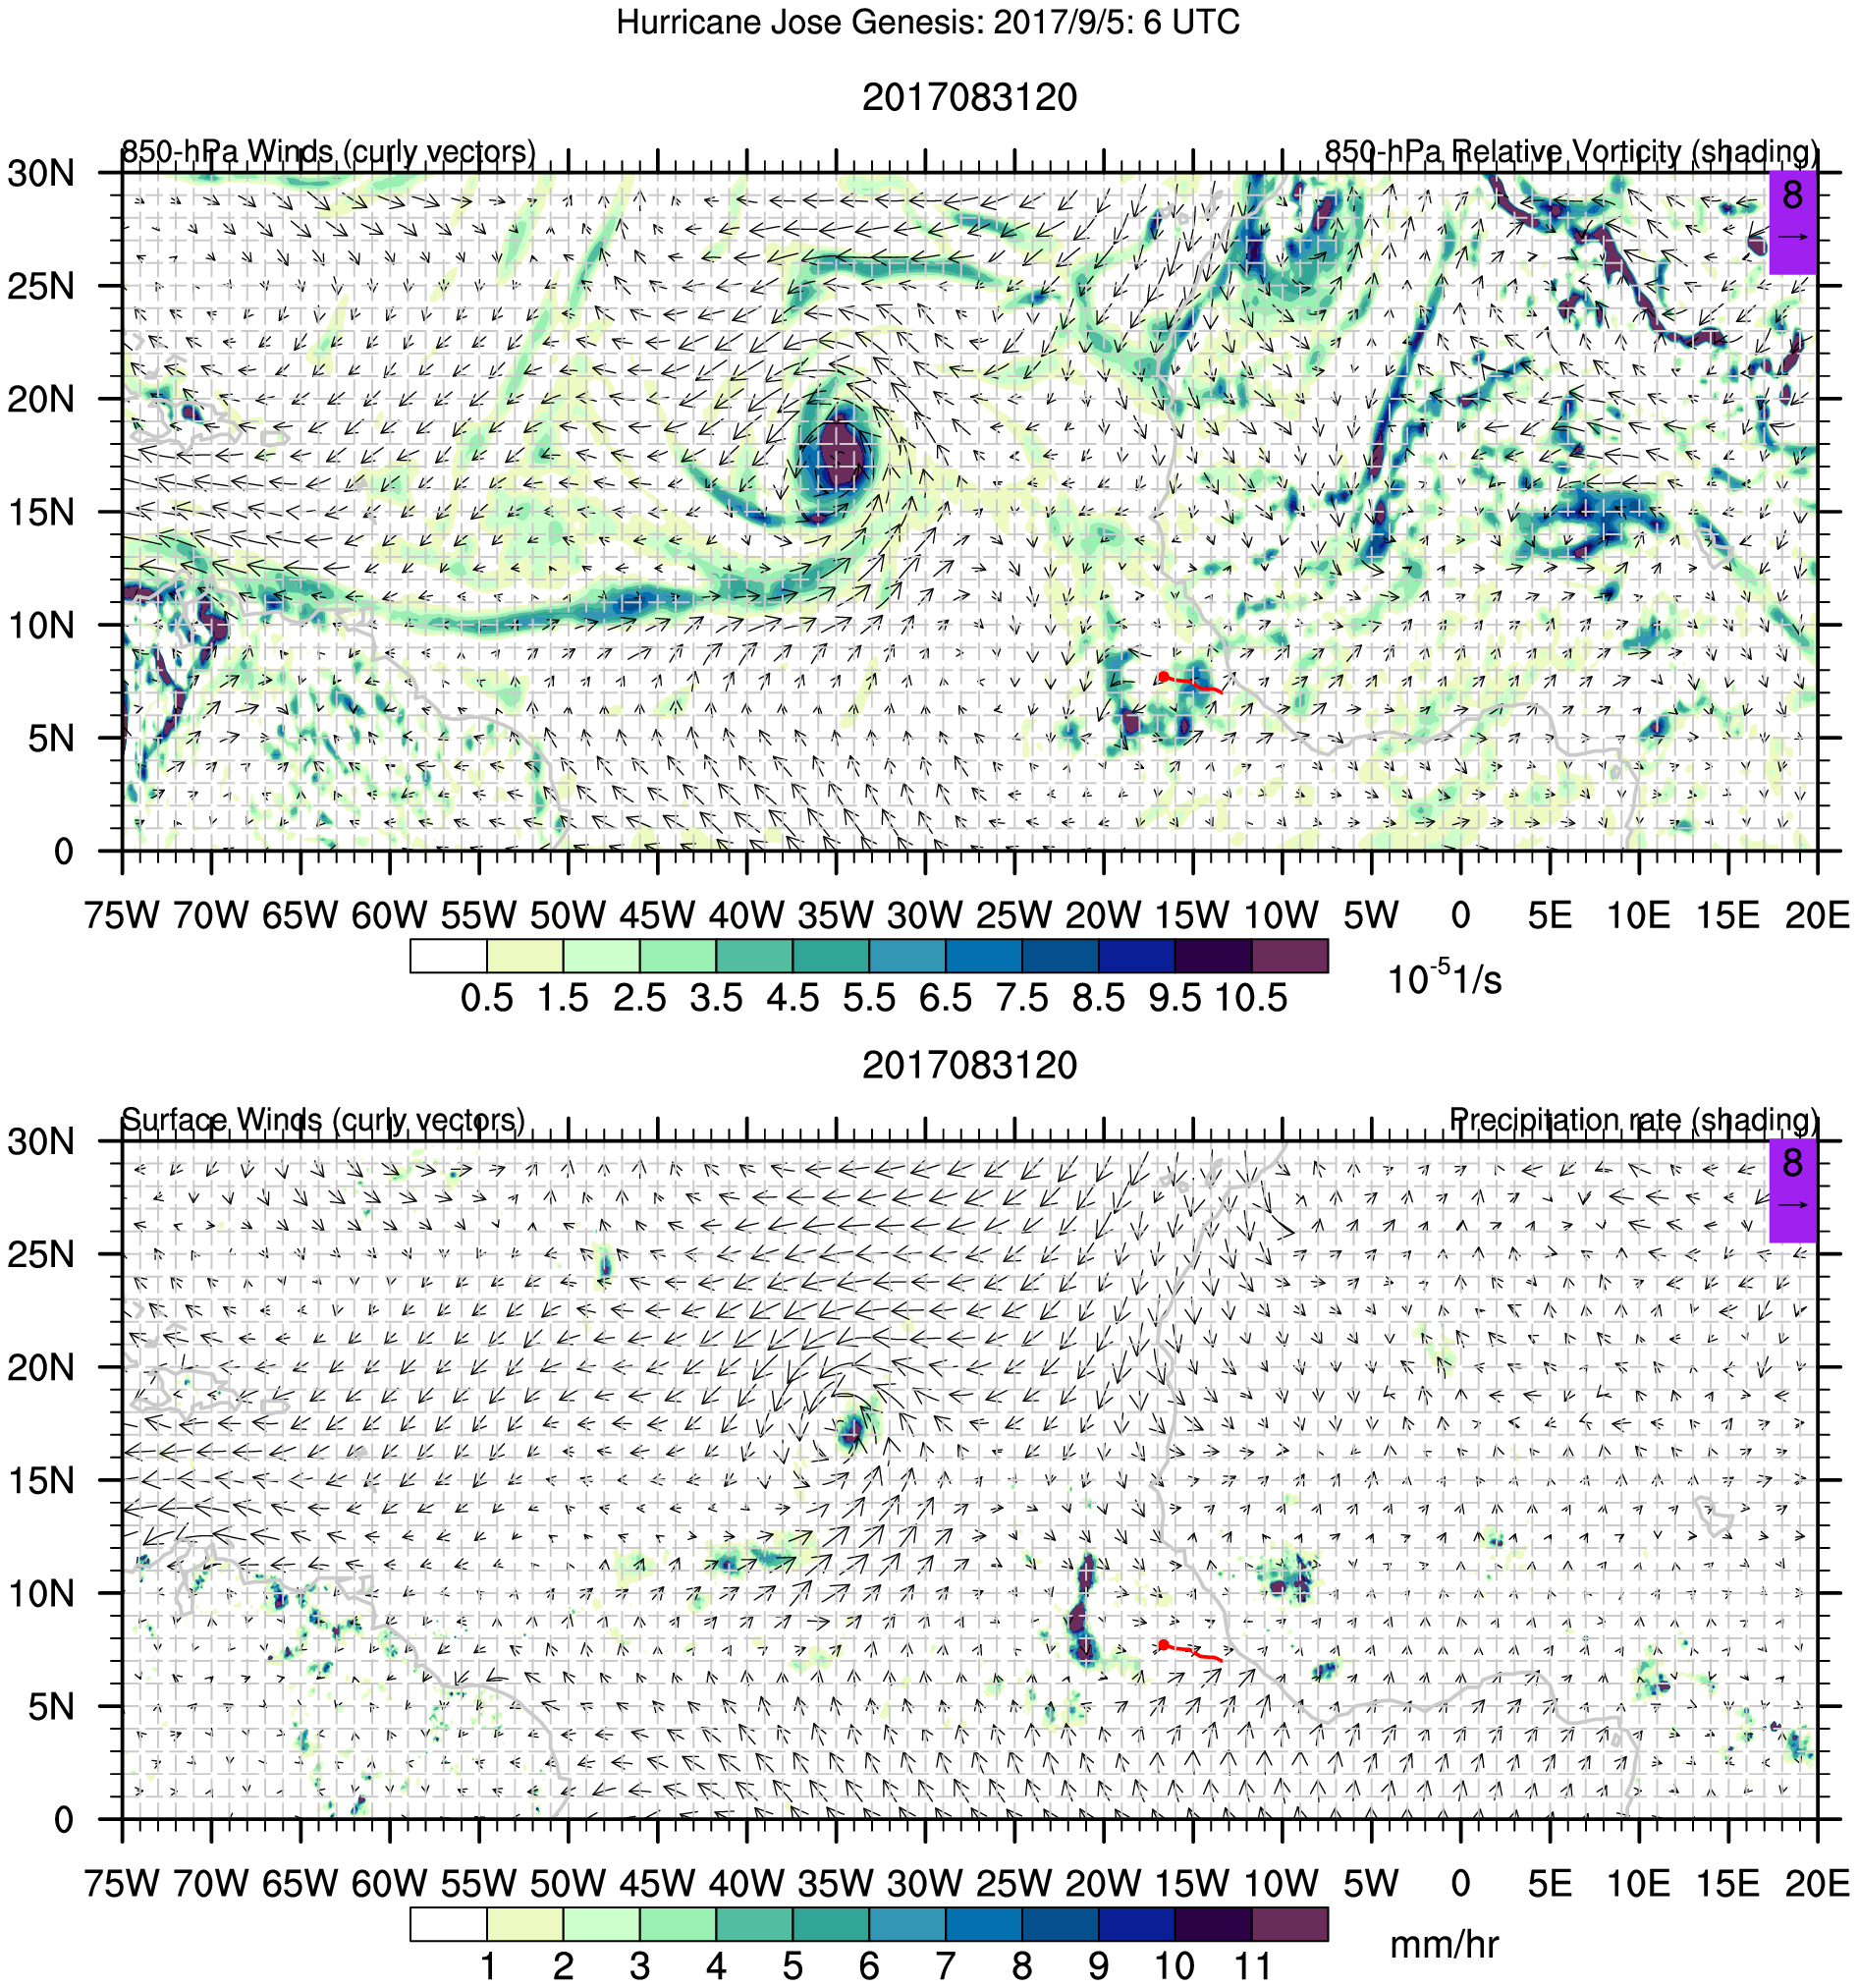 Hurricane Jose Genesis: 2017/9/5: 6 UTC
2017083120
850-hPa Winds (curly vectors) 850-hPa Relative Vorticity (shading)
8
30N
25N
20N
15N
10N
5N
0
75W 70W 65W 60W 55W 50W 45W 40W 35W 30W 25W 20W 15W 10W 5W 0 5E 10E 15E 20E
0.5 1.5 2.5 3.5 4.5 5.5 6.5 7.5 8.5 9.5 10.5
10⁻⁵1/s
2017083120
Surface Winds (curly vectors) Precipitation rate (shading)
8
30N
25N
20N
15N
10N
5N
0
75W 70W 65W 60W 55W 50W 45W 40W 35W 30W 25W 20W 15W 10W 5W 0 5E 10E 15E 20E
1 2 3 4 5 6 7 8 9 10 11
mm/hr